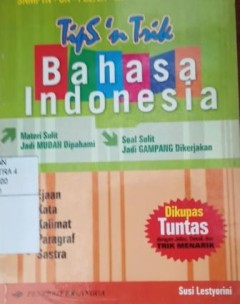 TipS 'n Trik
Bahasa
Indonesia
Materi Sulit
Jadi MUDAH Dipahami
Soal Sulit
Jadi GAMPANG Dikerjakan
Ejaan
Kata
Kalimat
Paragraf
Sastra
Dikupas
Tuntas
TRIK MENARIK
Susi Lestyorini